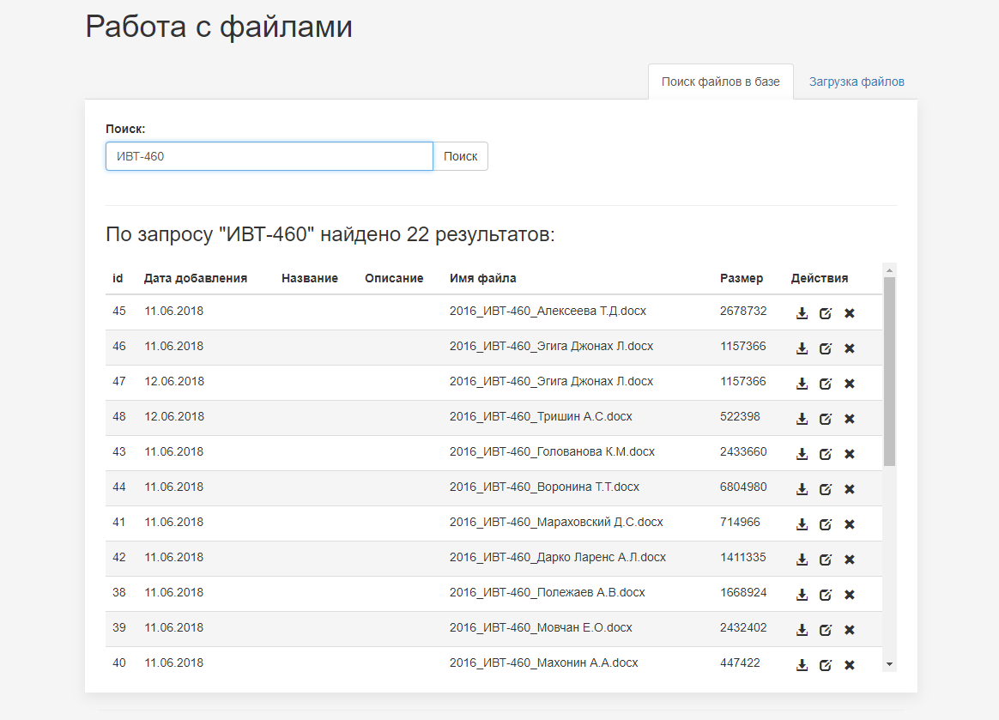 Работа с файлами
Поиск файлов в базе Загрузка файлов
Поиск:
ИВТ-460 Поиск
По запросу "ИВТ-460" найдено 22 результатов:
id Дата добавления Название Описание Имя файла Размер Действия
45 11.06.2018 2016_ИВТ-460_Алексеева Т.Д.docx 2678732
46 11.06.2018 2016_ИВТ-460_Эгига Джонах Л.docx 1157366
47 12.06.2018 2016_ИВТ-460_Эгига Джонах Л.docx 1157366
48 12.06.2018 2016_ИВТ-460_Тришин А.С.docx 522398
43 11.06.2018 2016_ИВТ-460_Голованова К.М.docx 2433660
44 11.06.2018 2016_ИВТ-460_Воронина Т.Т.docx 6804980
41 11.06.2018 2016_ИВТ-460_Мараховский Д.С.docx 714966
42 11.06.2018 2016_ИВТ-460_Дарко Ларенс А.Л.docx 1411335
38 11.06.2018 2016_ИВТ-460_Полежаев А.В.docx 1668924
39 11.06.2018 2016_ИВТ-460_Мовчан Е.О.docx 2432402
40 11.06.2018 2016_ИВТ-460_Махонин А.А.docx 447422